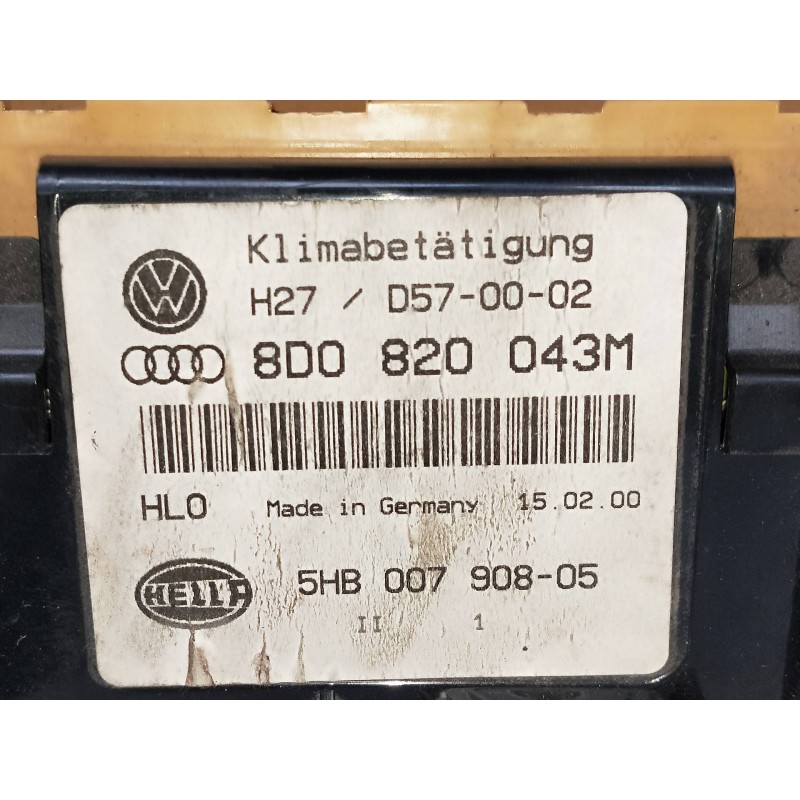 Klimabetätigung
H27 / D57-00-02
8D0 820 043M
HLO Made in Germany 15.02.00
HELLA 5HB 007 908-05
II 1